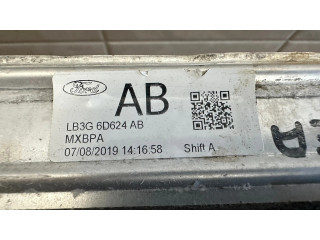 Ford
AB
LB3G 6D624 AB
MXBPA
07/08/2019 14:16:58 Shift A